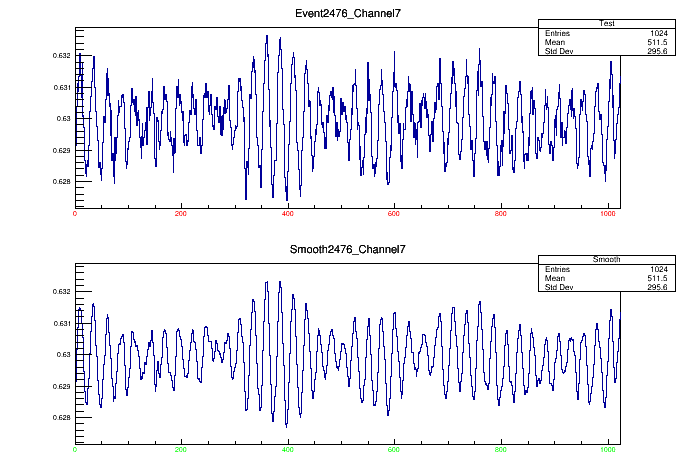 Event2476_Channel7
Test
Entries 1024
Mean 511.5
Std Dev 295.6
0.632
0.631
0.63
0.629
0.628
0 200 400 600 800 1000
Smooth2476_Channel7
Smooth
Entries 1024
Mean 511.5
Std Dev 295.6
0.632
0.631
0.63
0.629
0.628
0 200 400 600 800 1000